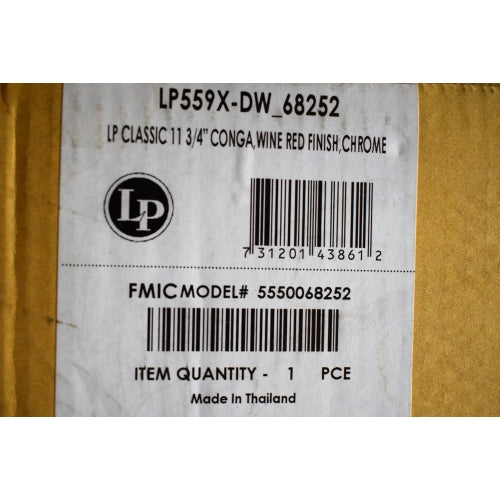 LP559X-DW_68252
LP CLASSIC 11 3/4" CONGA,WINE RED FINISH,CHROME
LP
7 31201 43861 2
FMIC MODEL# 5550068252
ITEM QUANTITY - 1 PCE
Made In Thailand